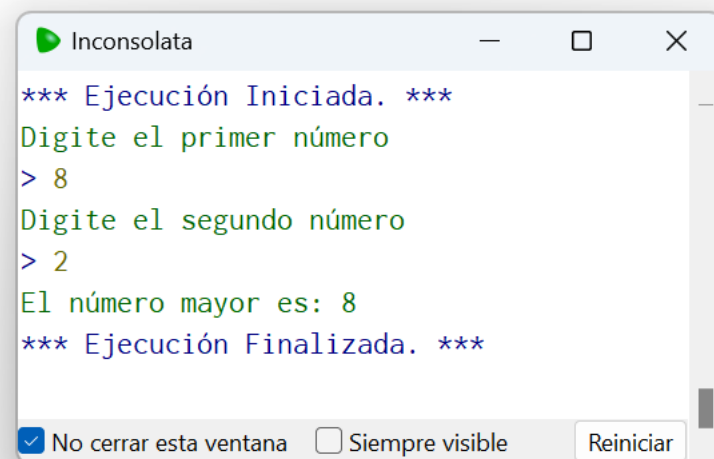 Inconsolata
*** Ejecución Iniciada. ***
Digite el primer número
> 8
Digite el segundo número
> 2
El número mayor es: 8
*** Ejecución Finalizada. ***
No cerrar esta ventana Siempre visible Reiniciar